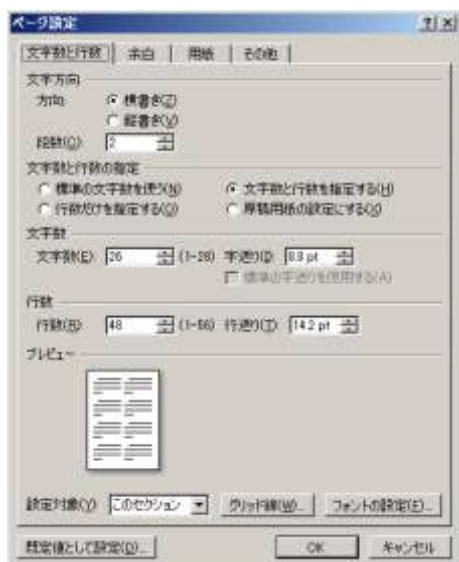 ページ設定
文字数と行数 余白 用紙 その他
文字方向
方向 横書き(Z)
縦書き(V)
段数(C) 2
文字数と行数の指定
標準の文字数を使う(N) 文字数と行数を指定する(H)
行数だけを指定する(O) 原稿用紙の設定にする(X)
文字数
文字数(E) 26 (1-28) 字送り(I) 8.8 pt
標準の字送りを使用する(A)
行数
行数(R) 48 (1-56) 行送り(T) 14.2 pt
プレビュー
設定対象(Y) このセクション グリッド線(W)... フォントの設定(F)...
既定値として設定(D)... OK キャンセル